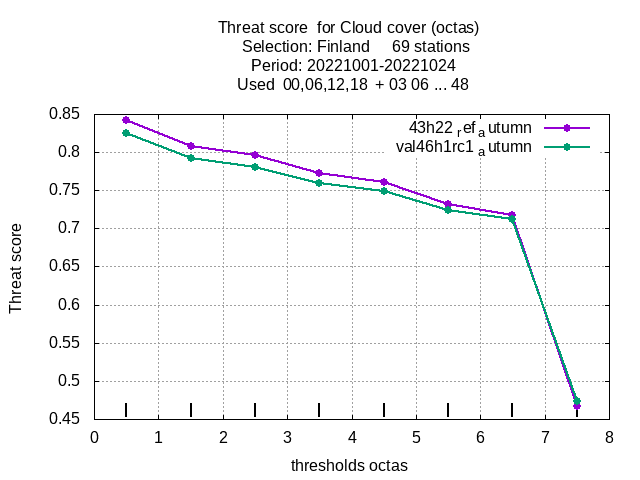 Threat score for Cloud cover (octas)
Selection: Finland 69 stations
Period: 20221001-20221024
Used 00,06,12,18 + 03 06 ... 48
43h22 ref autumn
val46h1rc1 autumn
0.85
0.8
0.75
0.7
0.65
0.6
0.55
0.5
0.45
Threat score
0 1 2 3 4 5 6 7 8
thresholds octas